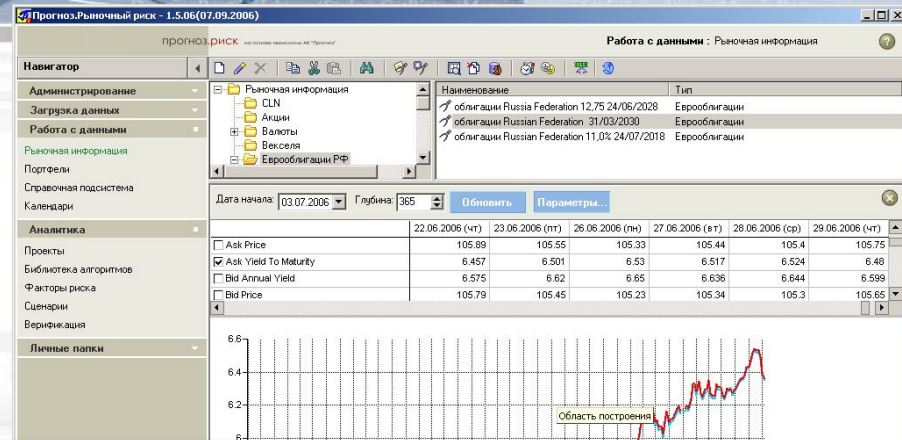 Прогноз.Рыночный риск - 1.5.06(07.09.2006)
прогноз.риск
Работа с данными : Рыночная информация
Навигатор
Администрирование
Загрузка данных
Работа с данными
Рыночная информация
Портфели
Справочная подсистема
Календари
Аналитика
Проекты
Библиотека алгоритмов
Факторы риска
Сценарии
Верификация
Личные папки
Рыночная информация
CLN
Акции
Валюты
Векселя
Еврооблигации РФ
Наименование Тип
облигации Russia Federation 12,75 24/06/2028 Еврооблигации
облигации Russian Federation 31/03/2030 Еврооблигации
облигации Russian Federation 11,0% 24/07/2018 Еврооблигации
Дата начала: 03.07.2006 Глубина: 365 Обновить Параметры...
22.06.2006 (чт) 23.06.2006 (пт) 26.06.2006 (пн) 27.06.2006 (вт) 28.06.2006 (ср) 29.06.2006 (чт)
Ask Price 105.89 105.55 105.33 105.44 105.4 105.75
Ask Yield To Maturity 6.457 6.501 6.53 6.517 6.524 6.48
Bid Annual Yield 6.575 6.62 6.65 6.636 6.644 6.599
Bid Price 105.79 105.45 105.23 105.34 105.3 105.65
6.6
6.4
6.2
Область построения
6